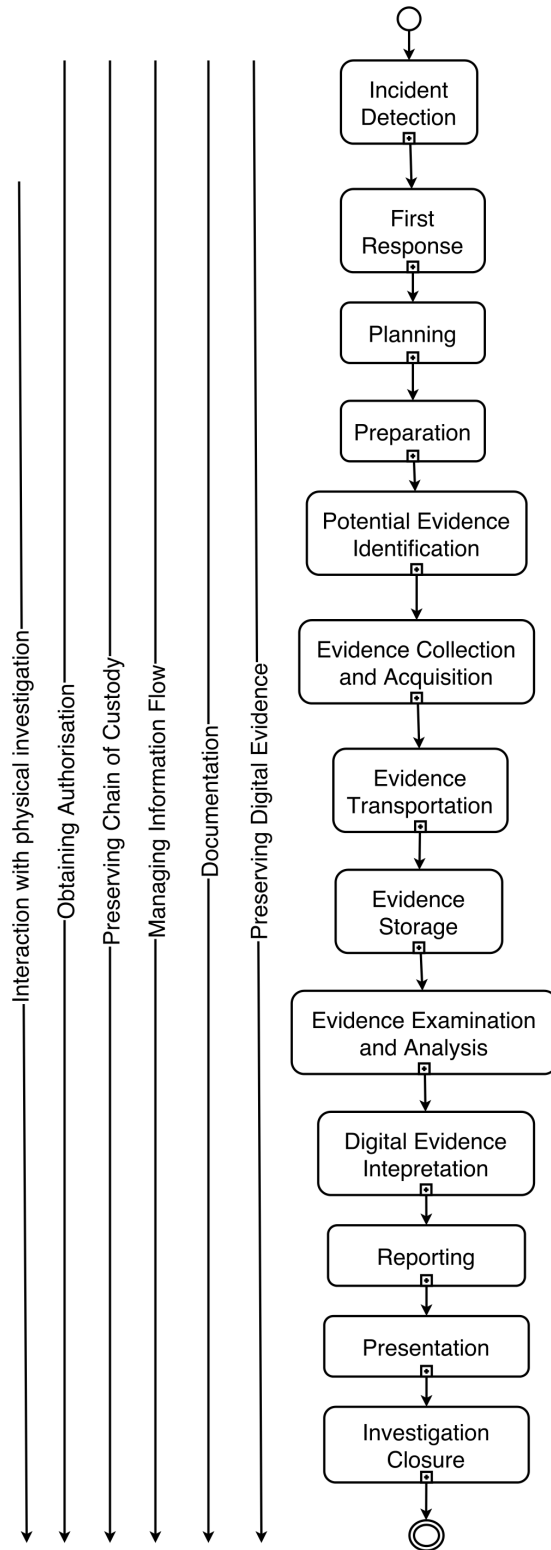 Incident
Detection
First
Response
Planning
Preparation
Potential Evidence
Identification
Evidence Collection
and Acquisition
Evidence
Transportation
Evidence
Storage
Evidence Examination
and Analysis
Digital Evidence
Intepretation
Reporting
Presentation
Investigation
Closure
Interaction with physical investigation
Obtaining Authorisation
Preserving Chain of Custody
Managing Information Flow
Documentation
Preserving Digital Evidence